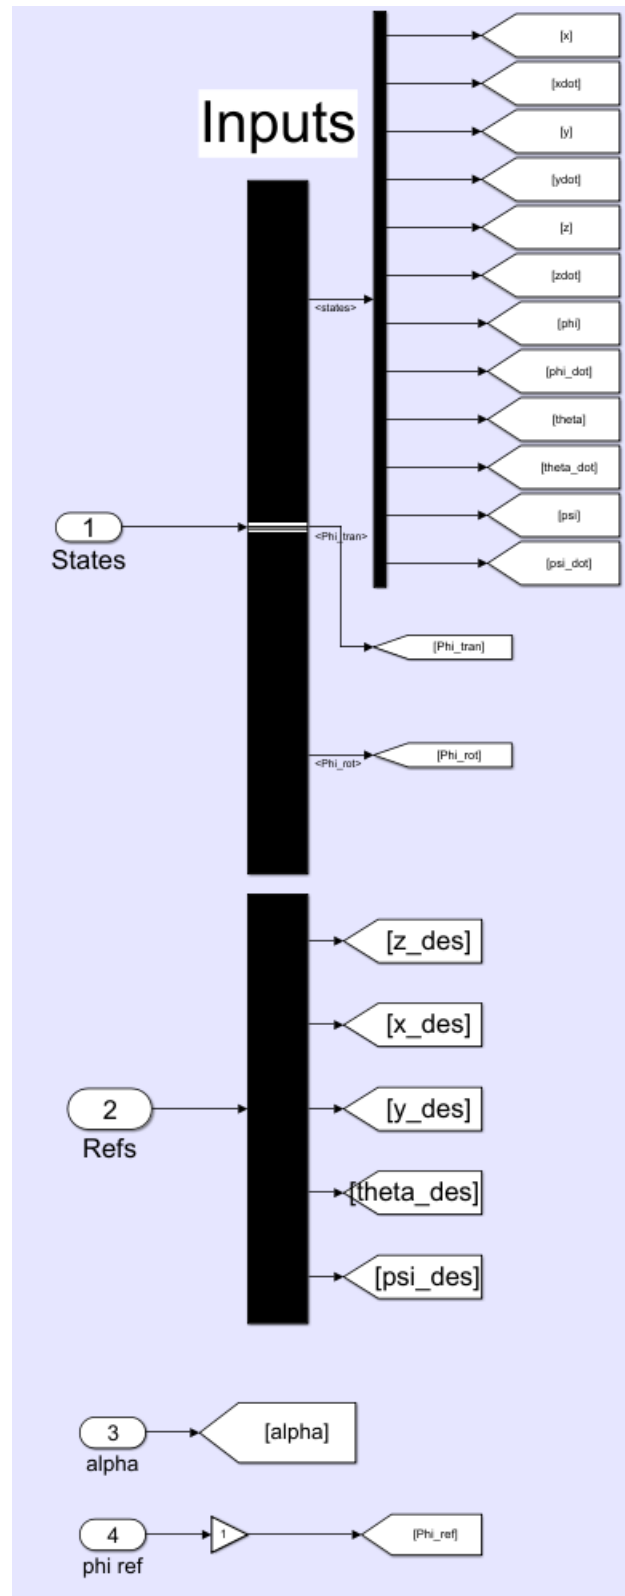 Inputs
[x]
[xdot]
[y]
[ydot]
[z]
[zdot]
[phi]
[phi_dot]
[theta]
[theta_dot]
[psi]
[psi_dot]
<states>
1
States
<Phi_tran>
[Phi_tran]
<Phi_rot>
[Phi_rot]
2
Refs
[z_des]
[x_des]
[y_des]
[theta_des]
[psi_des]
3
alpha
[alpha]
4
phi ref
1
[Phi_ref]